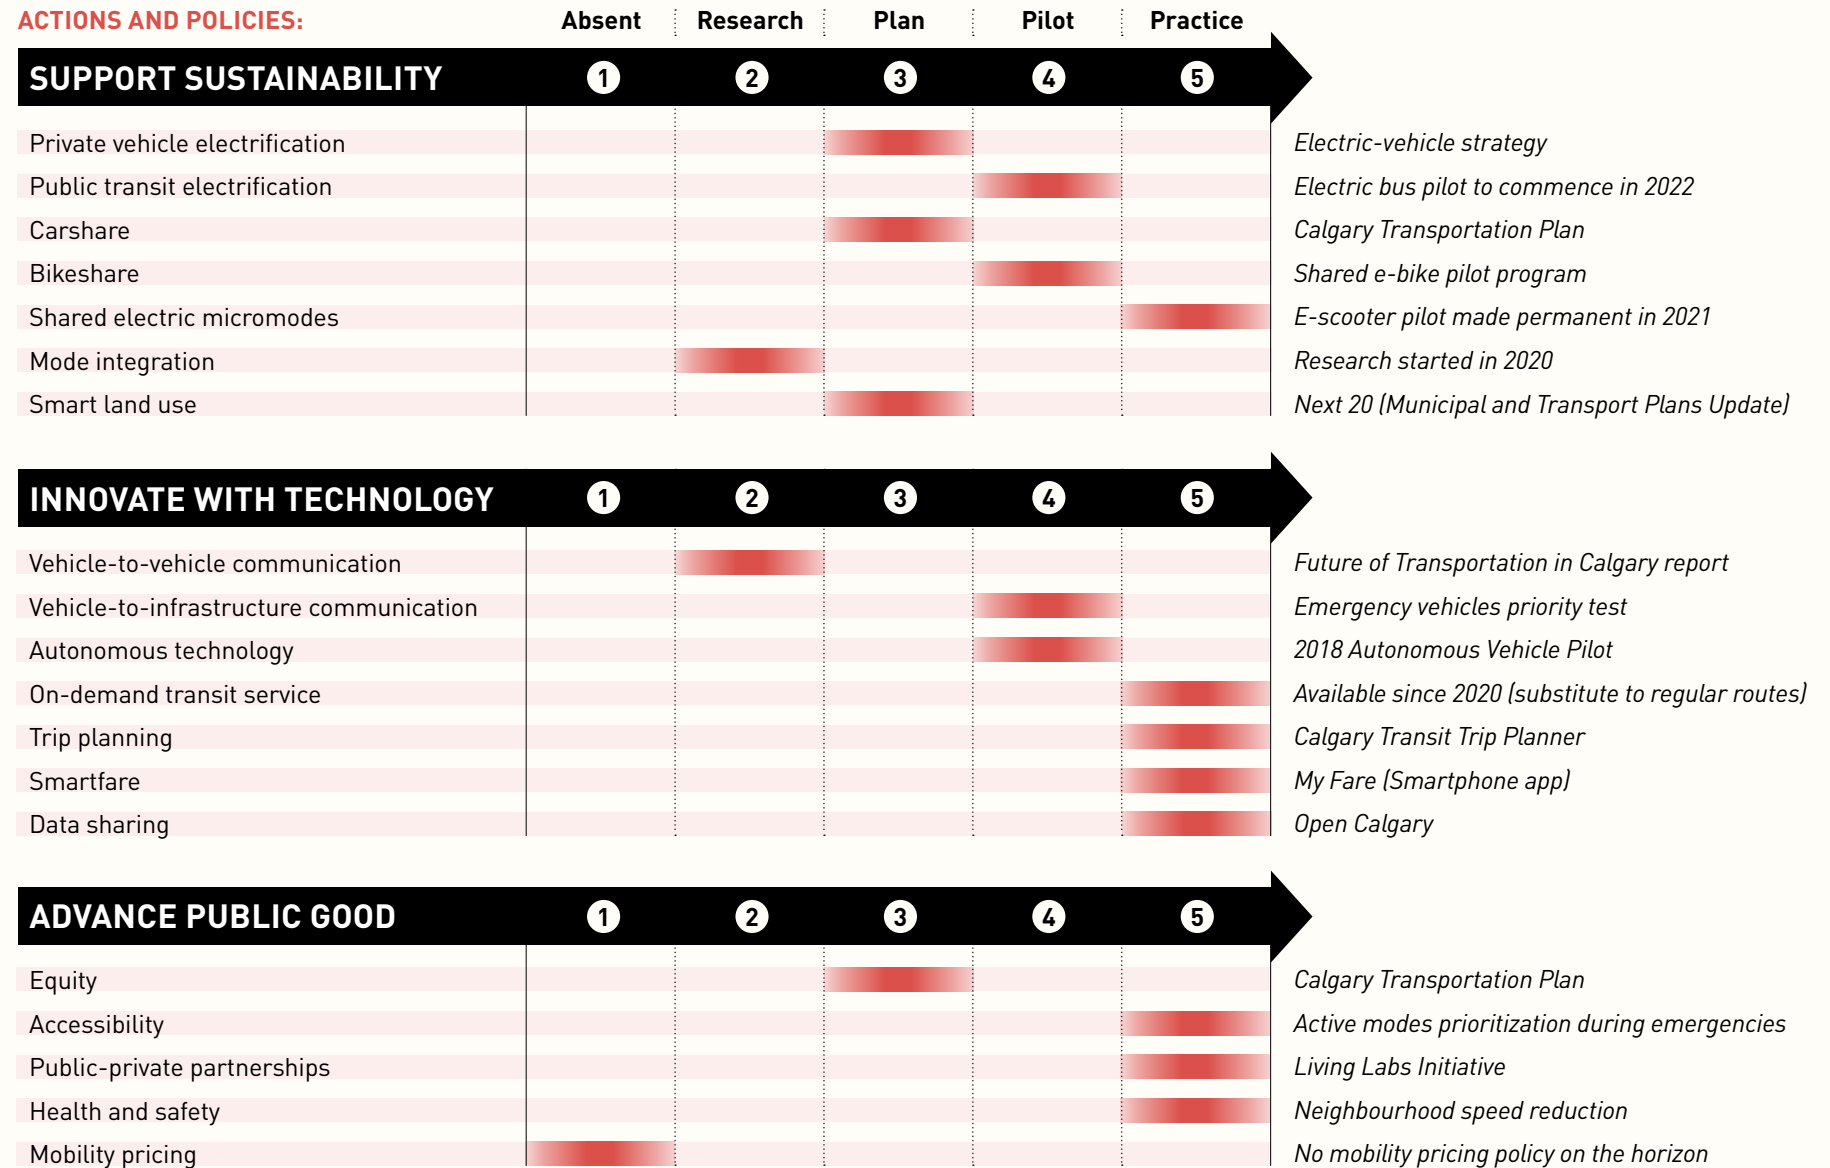 ACTIONS AND POLICIES: Absent Research Plan Pilot Practice
SUPPORT SUSTAINABILITY 1 2 3 4 5
Private vehicle electrification Electric-vehicle strategy
Public transit electrification Electric bus pilot to commence in 2022
Carshare Calgary Transportation Plan
Bikeshare Shared e-bike pilot program
Shared electric micromodes E-scooter pilot made permanent in 2021
Mode integration Research started in 2020
Smart land use Next 20 (Municipal and Transport Plans Update)
INNOVATE WITH TECHNOLOGY 1 2 3 4 5
Vehicle-to-vehicle communication Future of Transportation in Calgary report
Vehicle-to-infrastructure communication Emergency vehicles priority test
Autonomous technology 2018 Autonomous Vehicle Pilot
On-demand transit service Available since 2020 (substitute to regular routes)
Trip planning Calgary Transit Trip Planner
Smartfare My Fare (Smartphone app)
Data sharing Open Calgary
ADVANCE PUBLIC GOOD 1 2 3 4 5
Equity Calgary Transportation Plan
Accessibility Active modes prioritization during emergencies
Public-private partnerships Living Labs Initiative
Health and safety Neighbourhood speed reduction
Mobility pricing No mobility pricing policy on the horizon